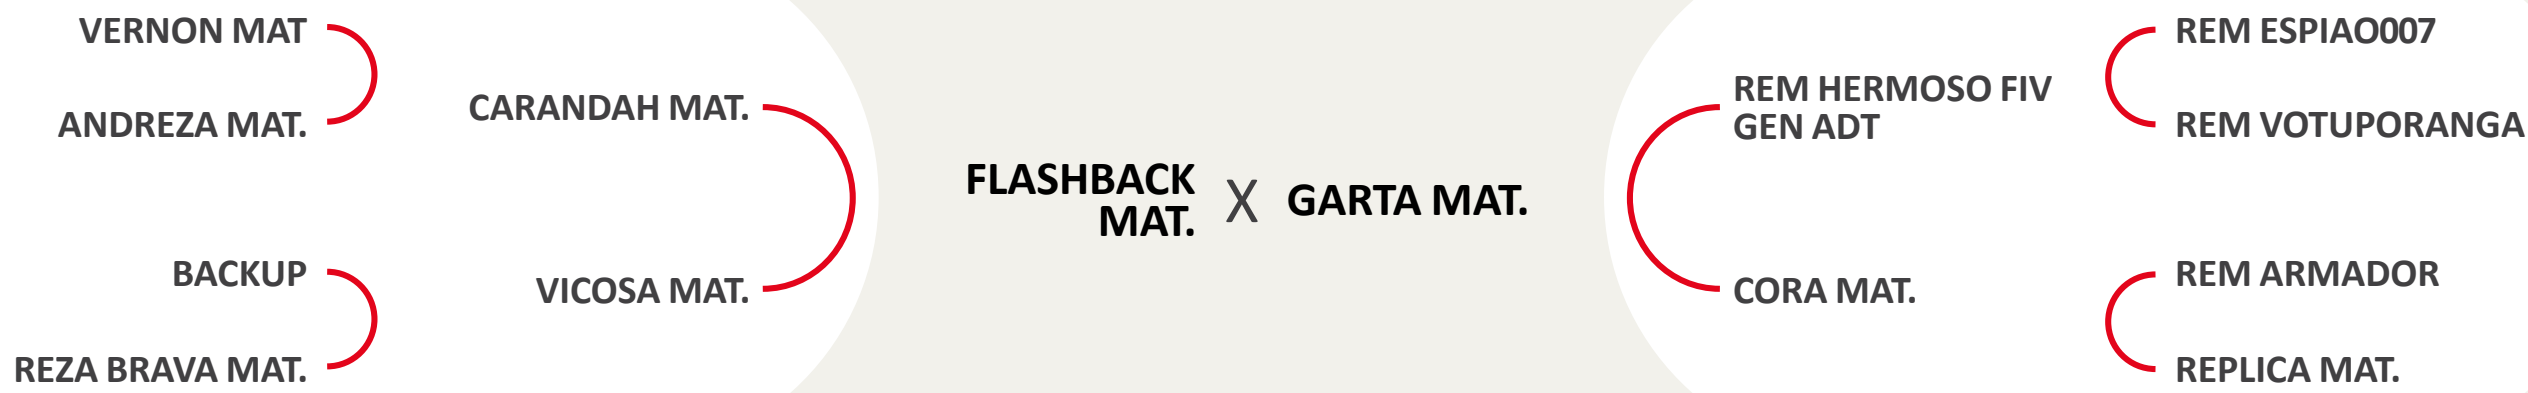 VERNON MAT
ANDREZA MAT.
BACKUP
REZA BRAVA MAT.
CARANDAH MAT.
VICOSA MAT.
FLASHBACK
MAT.
X
GARTA MAT.
REM HERMOSO FIV
GEN ADT
CORA MAT.
REM ESPIAO007
REM VOTUPORANGA
REM ARMADOR
REPLICA MAT.